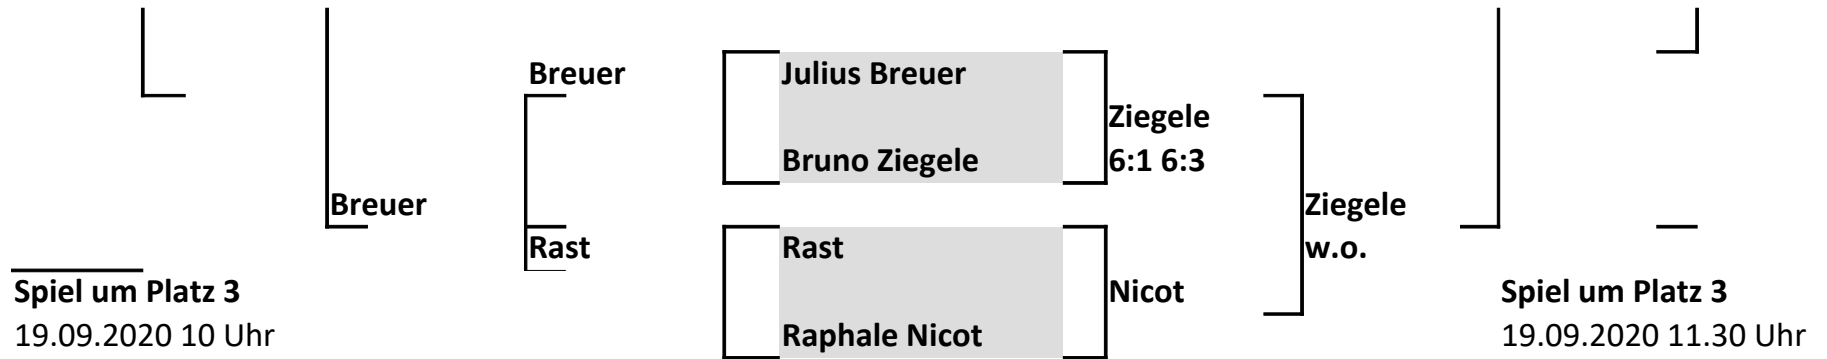 Breuer
Julius Breuer
Ziegele
Bruno Ziegele
6:1 6:3
Breuer
Ziegele
Rast
Rast
w.o.
Spiel um Platz 3
Nicot
Spiel um Platz 3
19.09.2020 10 Uhr
Raphale Nicot
19.09.2020 11.30 Uhr